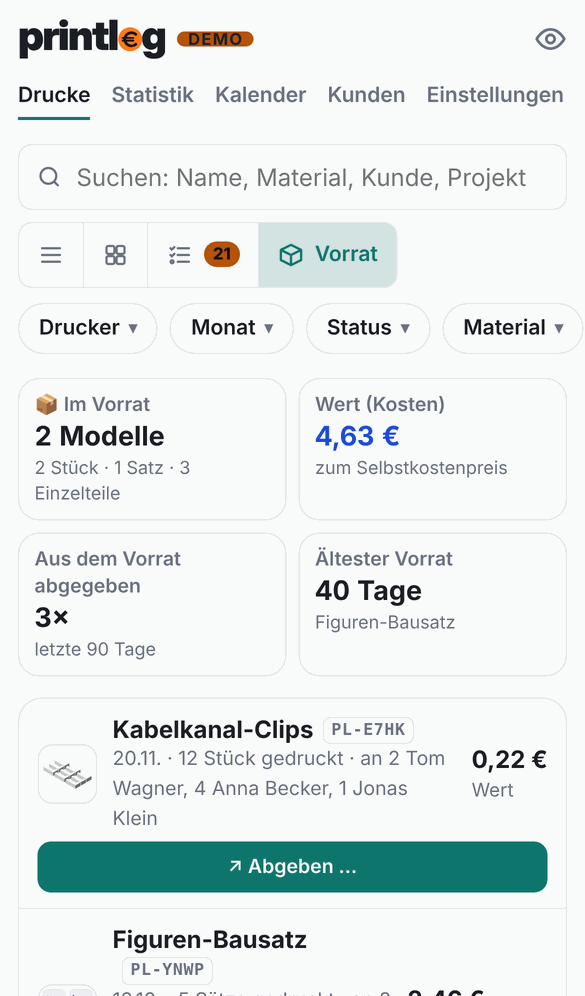 printl€g DEMO
Drucke Statistik Kalender Kunden Einstellungen
Suchen: Name, Material, Kunde, Projekt
21 Vorrat
Drucker ▾ Monat ▾ Status ▾ Material ▾
📦 Im Vorrat
2 Modelle
2 Stück · 1 Satz · 3
Einzelteile
Wert (Kosten)
4,63 €
zum Selbstkostenpreis
Aus dem Vorrat
abgegeben
3×
letzte 90 Tage
Ältester Vorrat
40 Tage
Figuren-Bausatz
Kabelkanal-Clips PL-E7HK
20.11. · 12 Stück gedruckt · an 2 Tom
Wagner, 4 Anna Becker, 1 Jonas
Klein
0,22 €
Wert
↗ Abgeben ...
Figuren-Bausatz
PL-YNWP